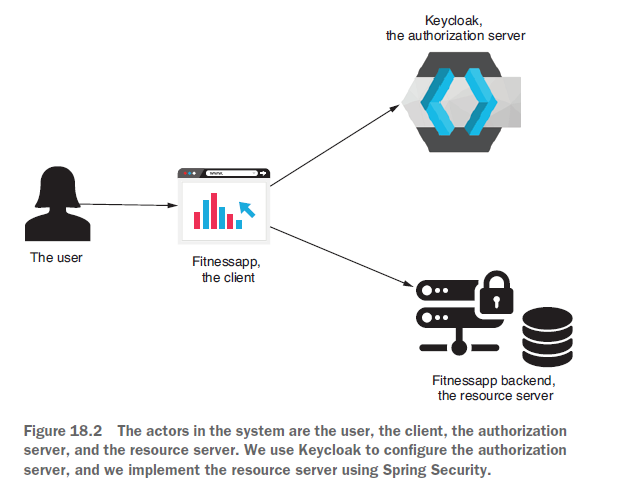 Keycloak,
the authorization server
www.
The user
Fitnessapp,
the client
Fitnessapp backend,
the resource server
Figure 18.2 The actors in the system are the user, the client, the authorization
server, and the resource server. We use Keycloak to configure the authorization
server, and we implement the resource server using Spring Security.